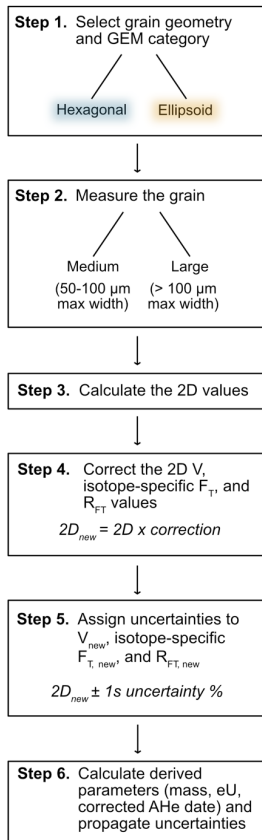 Step 1. Select grain geometry
and GEM category
Hexagonal Ellipsoid
Step 2. Measure the grain
Medium Large
(50-100 µm (> 100 µm
max width) max width)
Step 3. Calculate the 2D values
Step 4. Correct the 2D V,
isotope-specific F_T, and
R_FT values
2D_new = 2D x correction
Step 5. Assign uncertainties to
V_new, isotope-specific
F_T, new, and R_FT, new
2D_new ± 1s uncertainty %
Step 6. Calculate derived
parameters (mass, eU,
corrected AHe date) and
propagate uncertainties